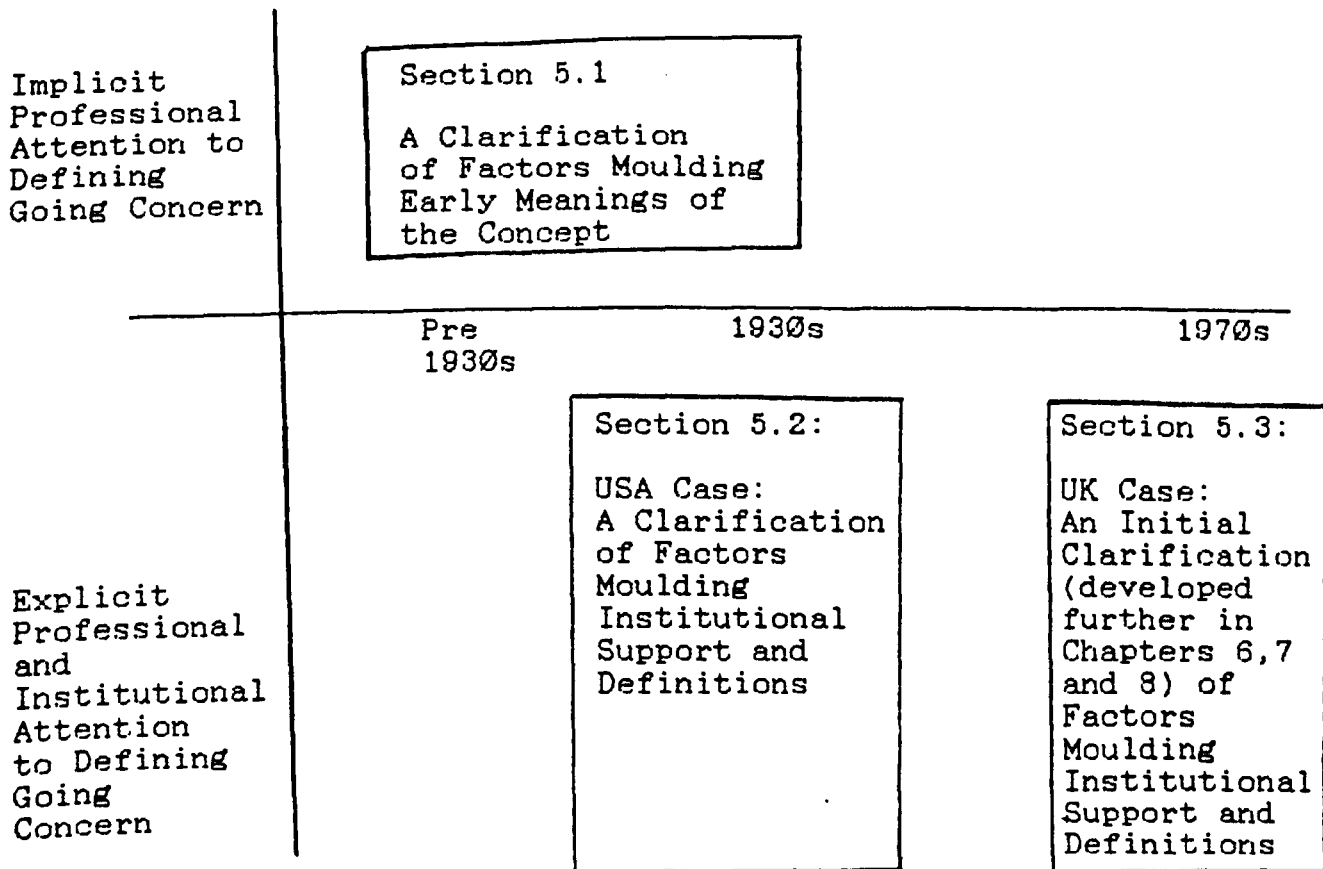 Implicit
Professional
Attention to
Defining
Going Concern
Section 5.1
A Clarification
of Factors Moulding
Early Meanings of
the Concept
Pre
1930s
1930s
1970s
Explicit
Professional
and
Institutional
Attention
to Defining
Going
Concern
Section 5.2:
USA Case:
A Clarification
of Factors
Moulding
Institutional
Support and
Definitions
Section 5.3:
UK Case:
An Initial
Clarification
(developed
further in
Chapters 6,7
and 8) of
Factors
Moulding
Institutional
Support and
Definitions